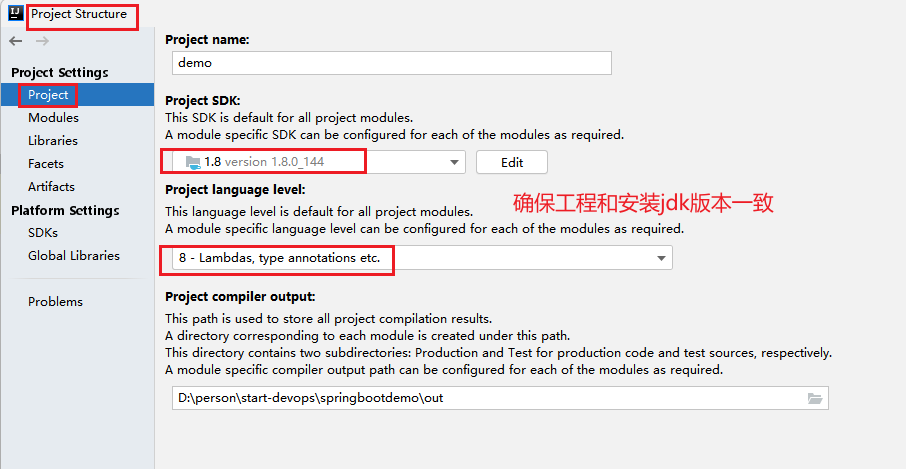 IJ
Project Structure
Project Settings
Project
Modules
Libraries
Facets
Artifacts
Platform Settings
SDKs
Global Libraries
Problems
Project name:
demo
Project SDK:
This SDK is default for all project modules.
A module specific SDK can be configured for each of the modules as required.
1.8 version 1.8.0_144
Edit
Project language level:
This language level is default for all project modules.
A module specific language level can be configured for each of the modules as required.
确保工程和安装jdk版本一致
8 - Lambdas, type annotations etc.
Project compiler output:
This path is used to store all project compilation results.
A directory corresponding to each module is created under this path.
This directory contains two subdirectories: Production and Test for production code and test sources, respectively.
A module specific compiler output path can be configured for each of the modules as required.
D:\person\start-devops\springbootdemo\out